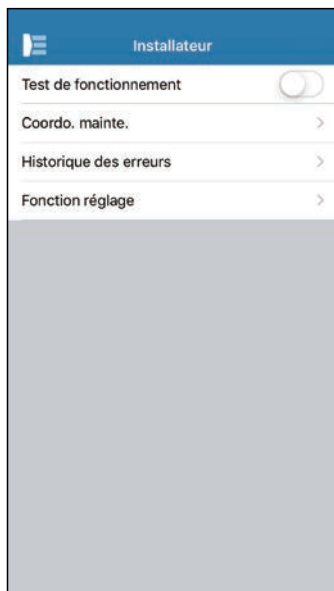 Installateur
Test de fonctionnement
Coordo. mainte.
Historique des erreurs
Fonction réglage